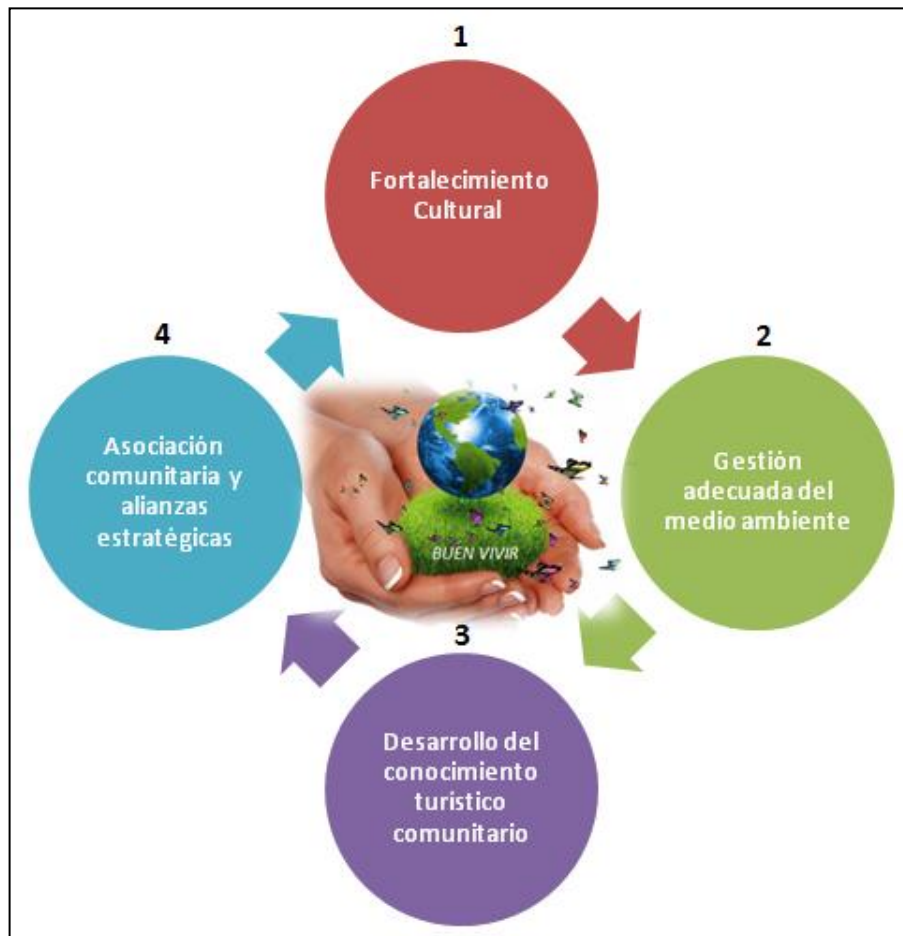 1
Fortalecimiento
Cultural
2
Gestión
adecuada del
medio ambiente
3
Desarrollo del
conocimiento
turístico
comunitario
4
Asociación
comunitaria y
alianzas
estratégicas
BUEN VIVIR